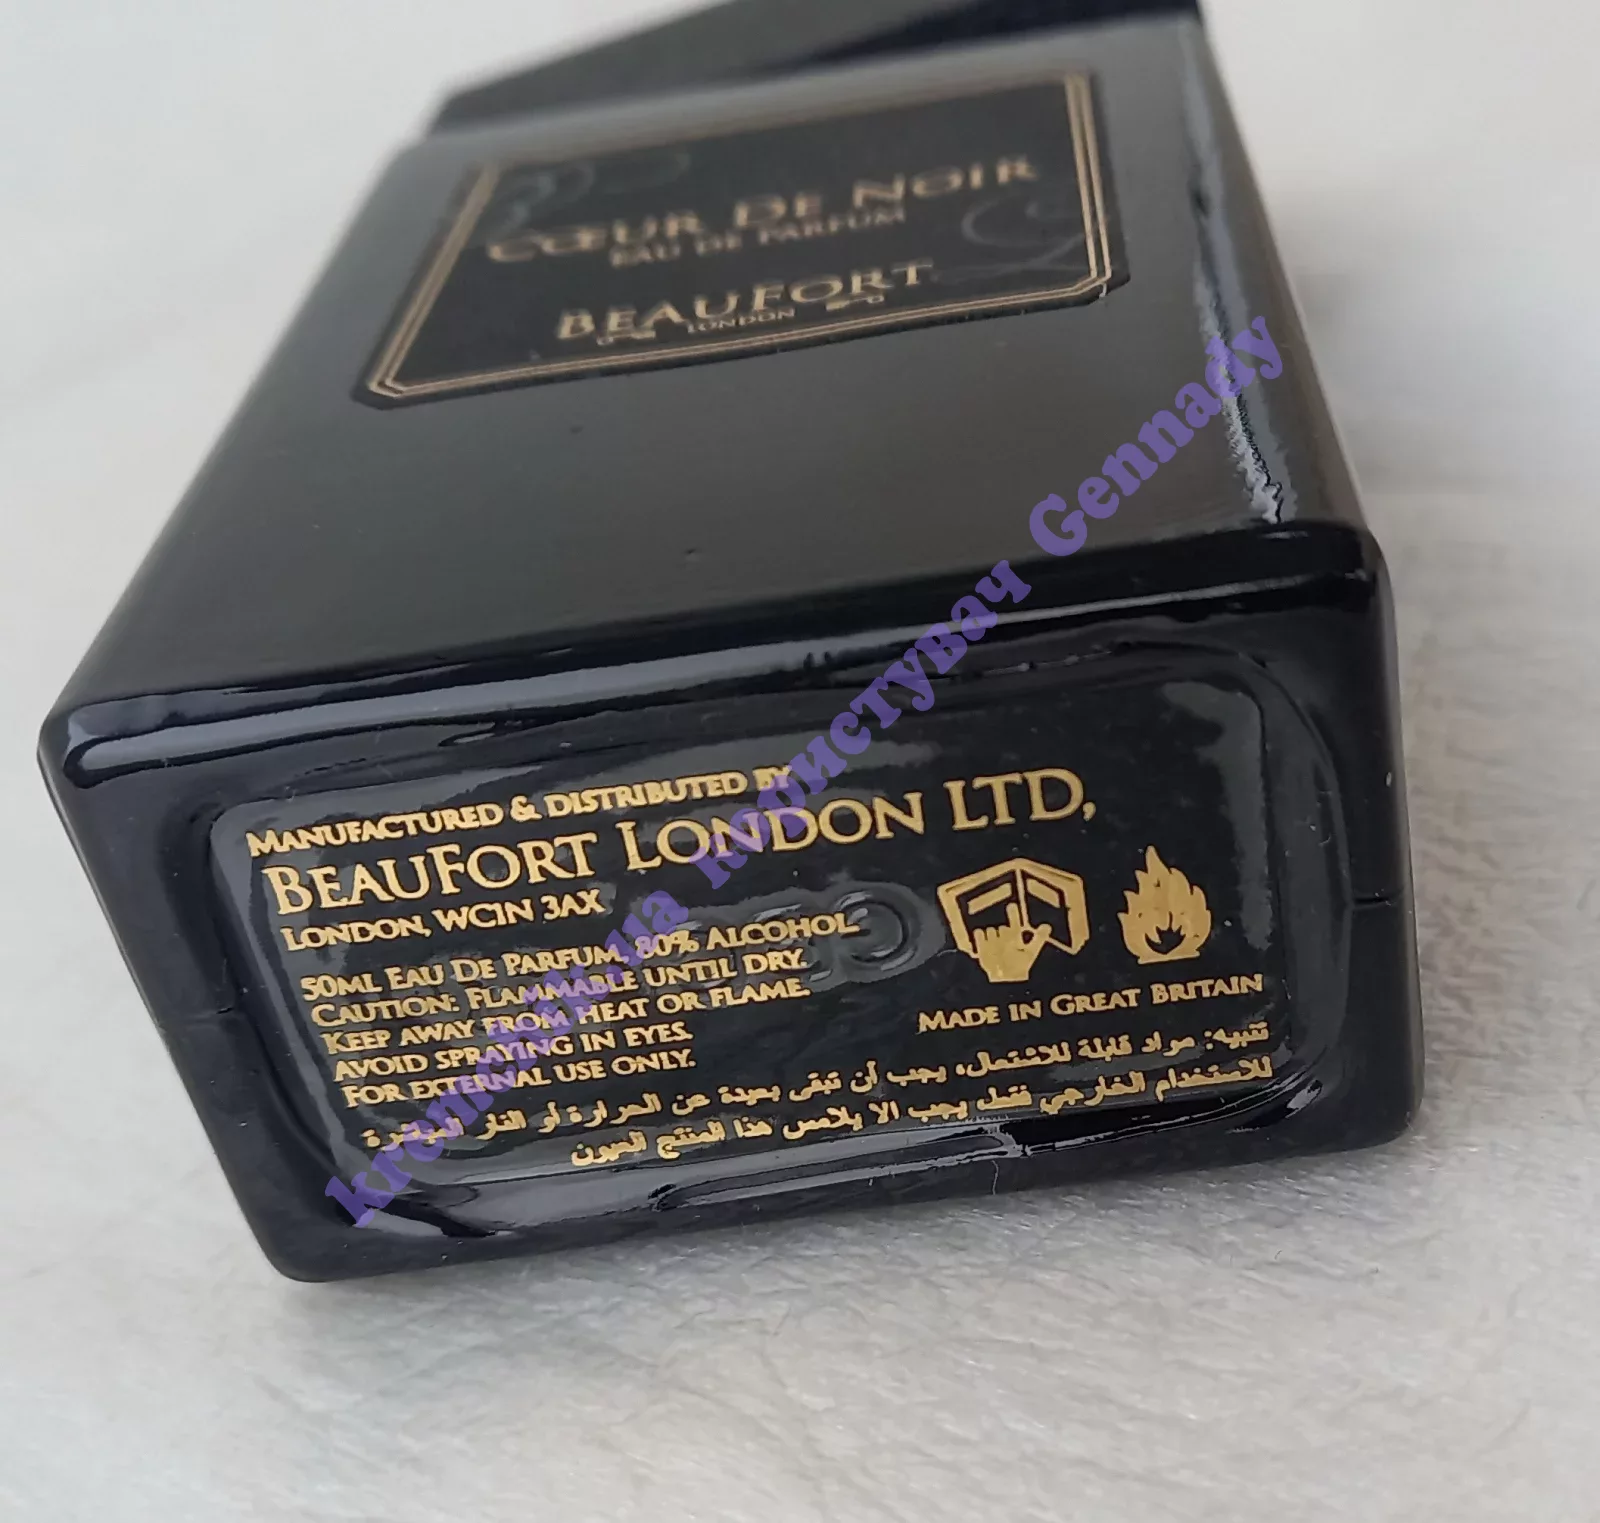 CŒUR DE NOIR
EAU DE PARFUM
BEAUFORT
LONDON
MANUFACTURED & DISTRIBUTED BY
BEAUFORT LONDON LTD,
LONDON, WC1N 3AX
50ML EAU DE PARFUM, 80% ALCOHOL.
CAUTION: FLAMMABLE UNTIL DRY.
KEEP AWAY FROM HEAT OR FLAME.
AVOID SPRAYING IN EYES.
FOR EXTERNAL USE ONLY.
MADE IN GREAT BRITAIN
تنبيه: مواد قابلة للاشتعال، يجب أن تبقى بعيدة عن الحرارة أو النار المباشرة
للاستخدام الخارجي فقط، يجب الا يلامس هذا المنتج العيون
kremchik.ua Користувач Gennady